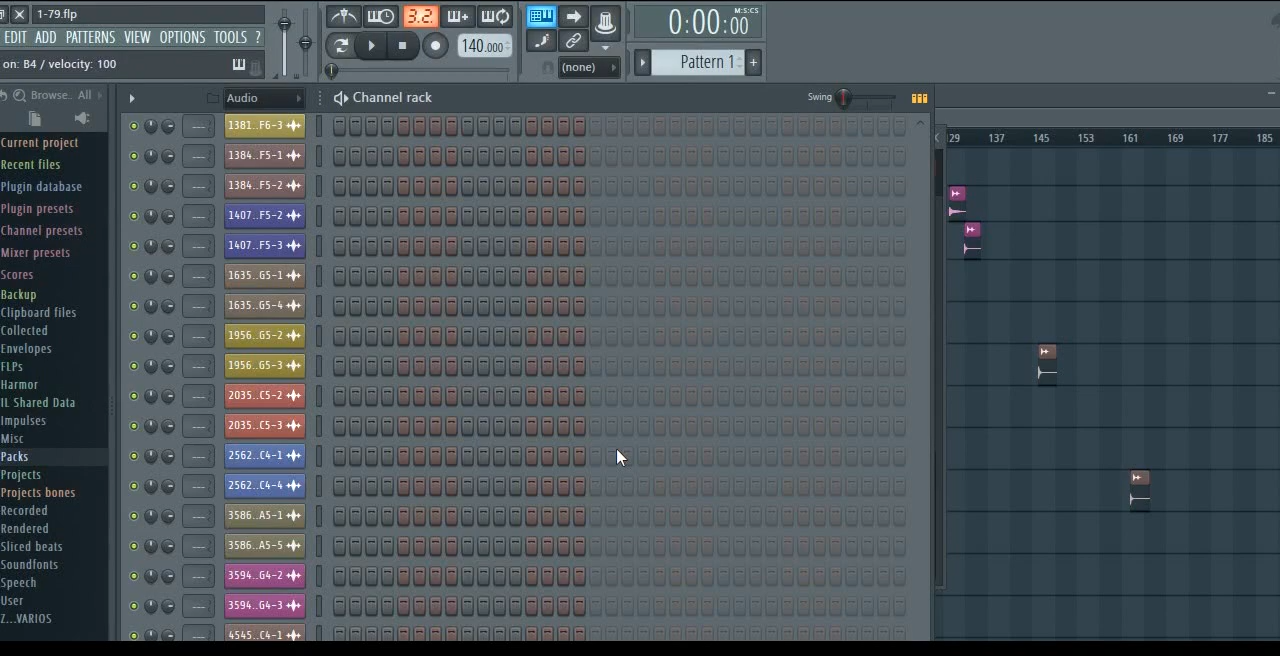 1-79.flp
EDIT ADD PATTERNS VIEW OPTIONS TOOLS ?
on: B4 / velocity: 100
3.2.
140.000
(none)
M:S:CS
0:00:00
Pattern 1
+
Browse.. All
Audio
Channel rack
Swing
Current project
Recent files
Plugin database
Plugin presets
Channel presets
Mixer presets
Scores
Backup
Clipboard files
Collected
Envelopes
FLPs
Harmor
IL Shared Data
Impulses
Misc
Packs
Projects
Projects bones
Recorded
Rendered
Sliced beats
Soundfonts
Speech
User
Z...VARIOS
1381..F6-3
1384..F5-1
1384..F5-2
1407..F5-2
1407..F5-3
1635..G5-1
1635..G5-4
1956..G5-2
1956..G5-3
2035..C5-2
2035..C5-3
2562..C4-1
2562..C4-4
3586..A5-1
3586..A5-5
3594..G4-2
3594..G4-3
4545..C4-1
29 137 145 153 161 169 177 185